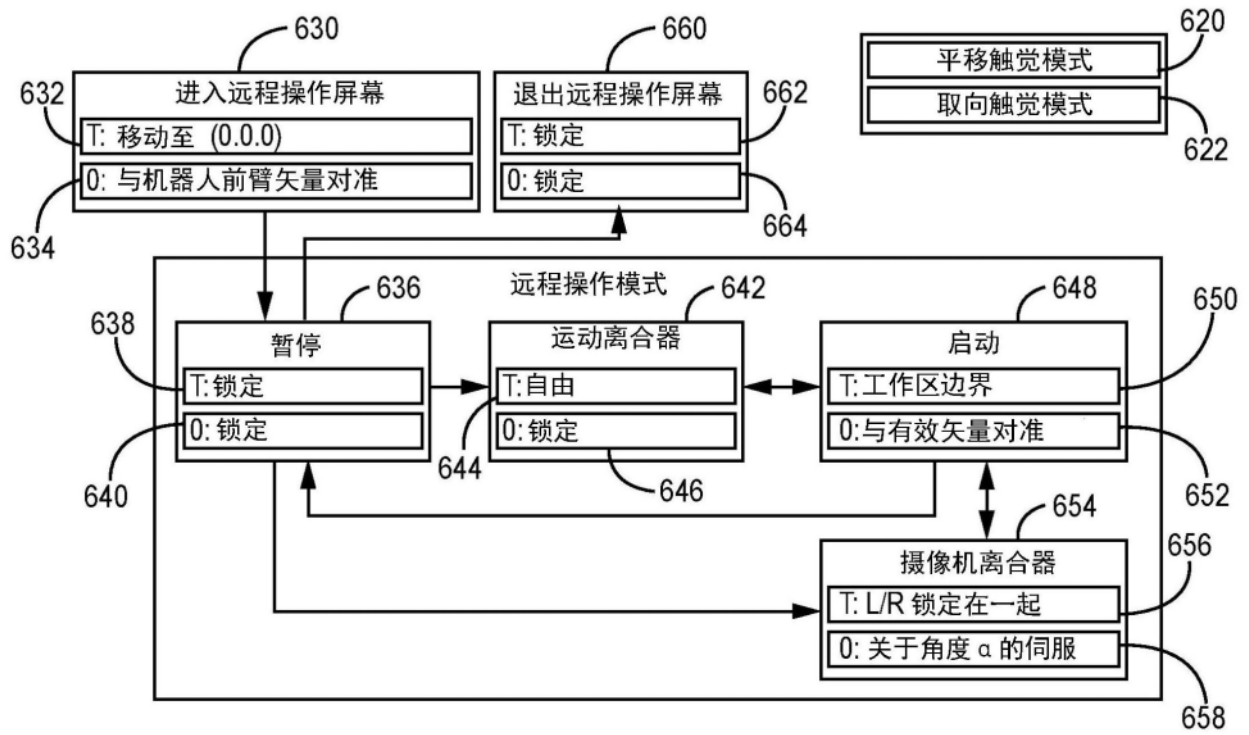 630
660
620
平移触觉模式
取向触觉模式
622
632
进入远程操作屏幕
T: 移动至 (0.0.0)
0: 与机器人前臂矢量对准
634
退出远程操作屏幕
662
T: 锁定
0: 锁定
664
远程操作模式
636
638
暂停
T:锁定
0: 锁定
640
642
运动离合器
T:自由
0:锁定
644
646
648
650
启动
T:工作区边界
0:与有效矢量对准
652
654
656
摄像机离合器
T: L/R 锁定在一起
0: 关于角度 α 的伺服
658